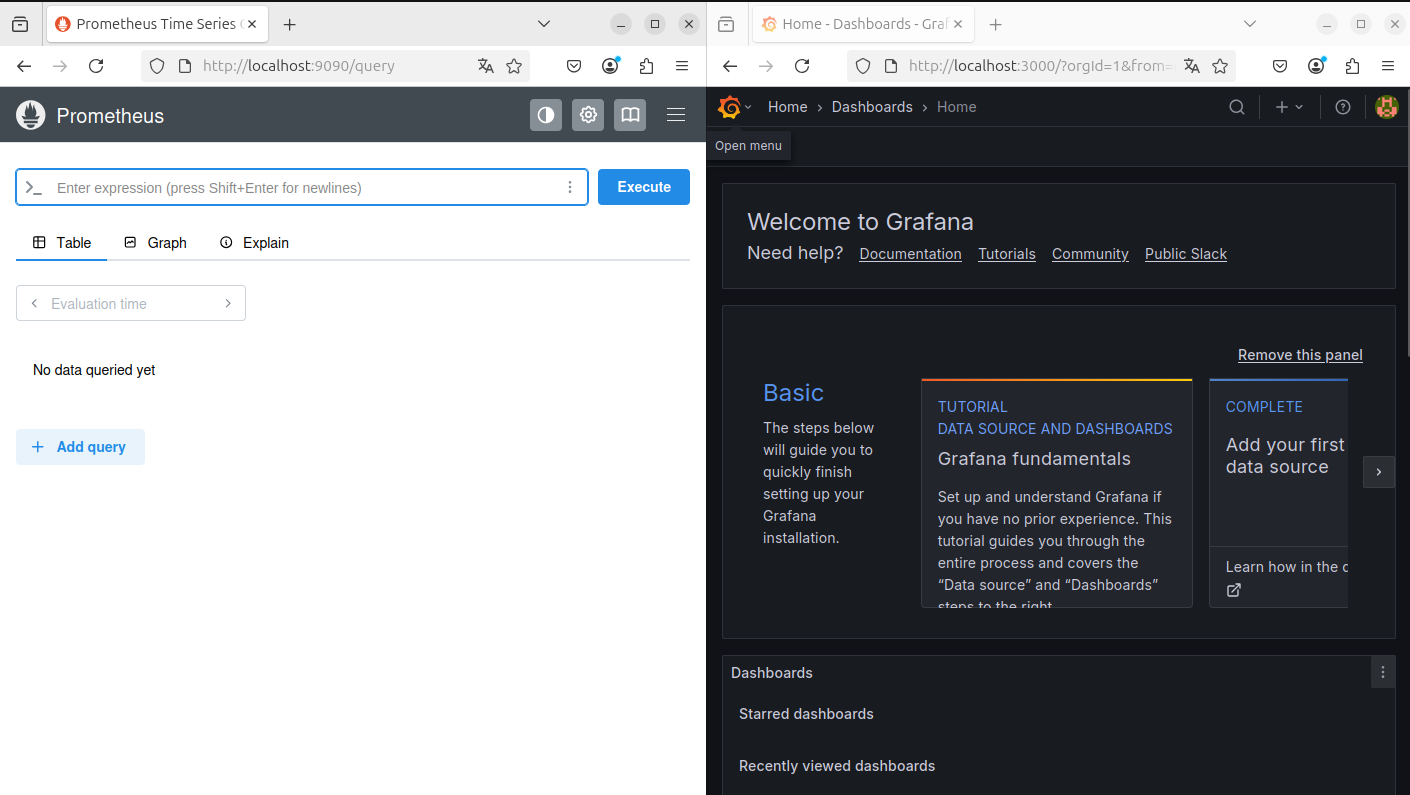 Prometheus Time Series
http://localhost:9090/query
Prometheus
Enter expression (press Shift+Enter for newlines)
Execute
Table
Graph
Explain
Evaluation time
No data queried yet
Add query
Home - Dashboards - Graf
http://localhost:3000/?orgId=1&from=
Home › Dashboards › Home
Open menu
Welcome to Grafana
Need help? Documentation Tutorials Community Public Slack
Remove this panel
Basic
The steps below
will guide you to
quickly finish
setting up your
Grafana
installation.
TUTORIAL
DATA SOURCE AND DASHBOARDS
Grafana fundamentals
Set up and understand Grafana if
you have no prior experience. This
tutorial guides you through the
entire process and covers the
“Data source” and “Dashboards”
steps to the right.
COMPLETE
Add your first
data source
Learn how in the
Dashboards
Starred dashboards
Recently viewed dashboards